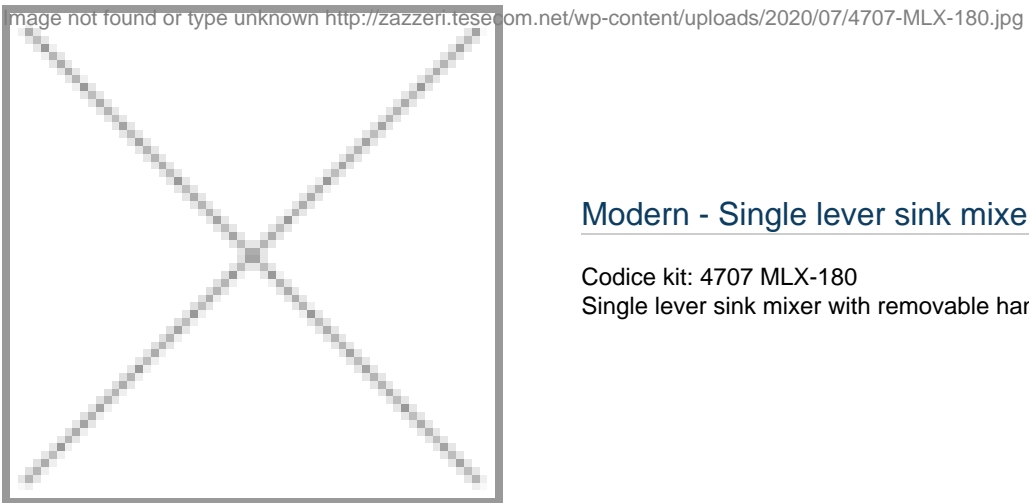 Image not found or type unknown http://zazzeri.tesecom.net/wp-content/uploads/2020/07/4707-MLX-180.jpg
Modern - Single lever sink mixe
Codice kit: 4707 MLX-180
Single lever sink mixer with removable har